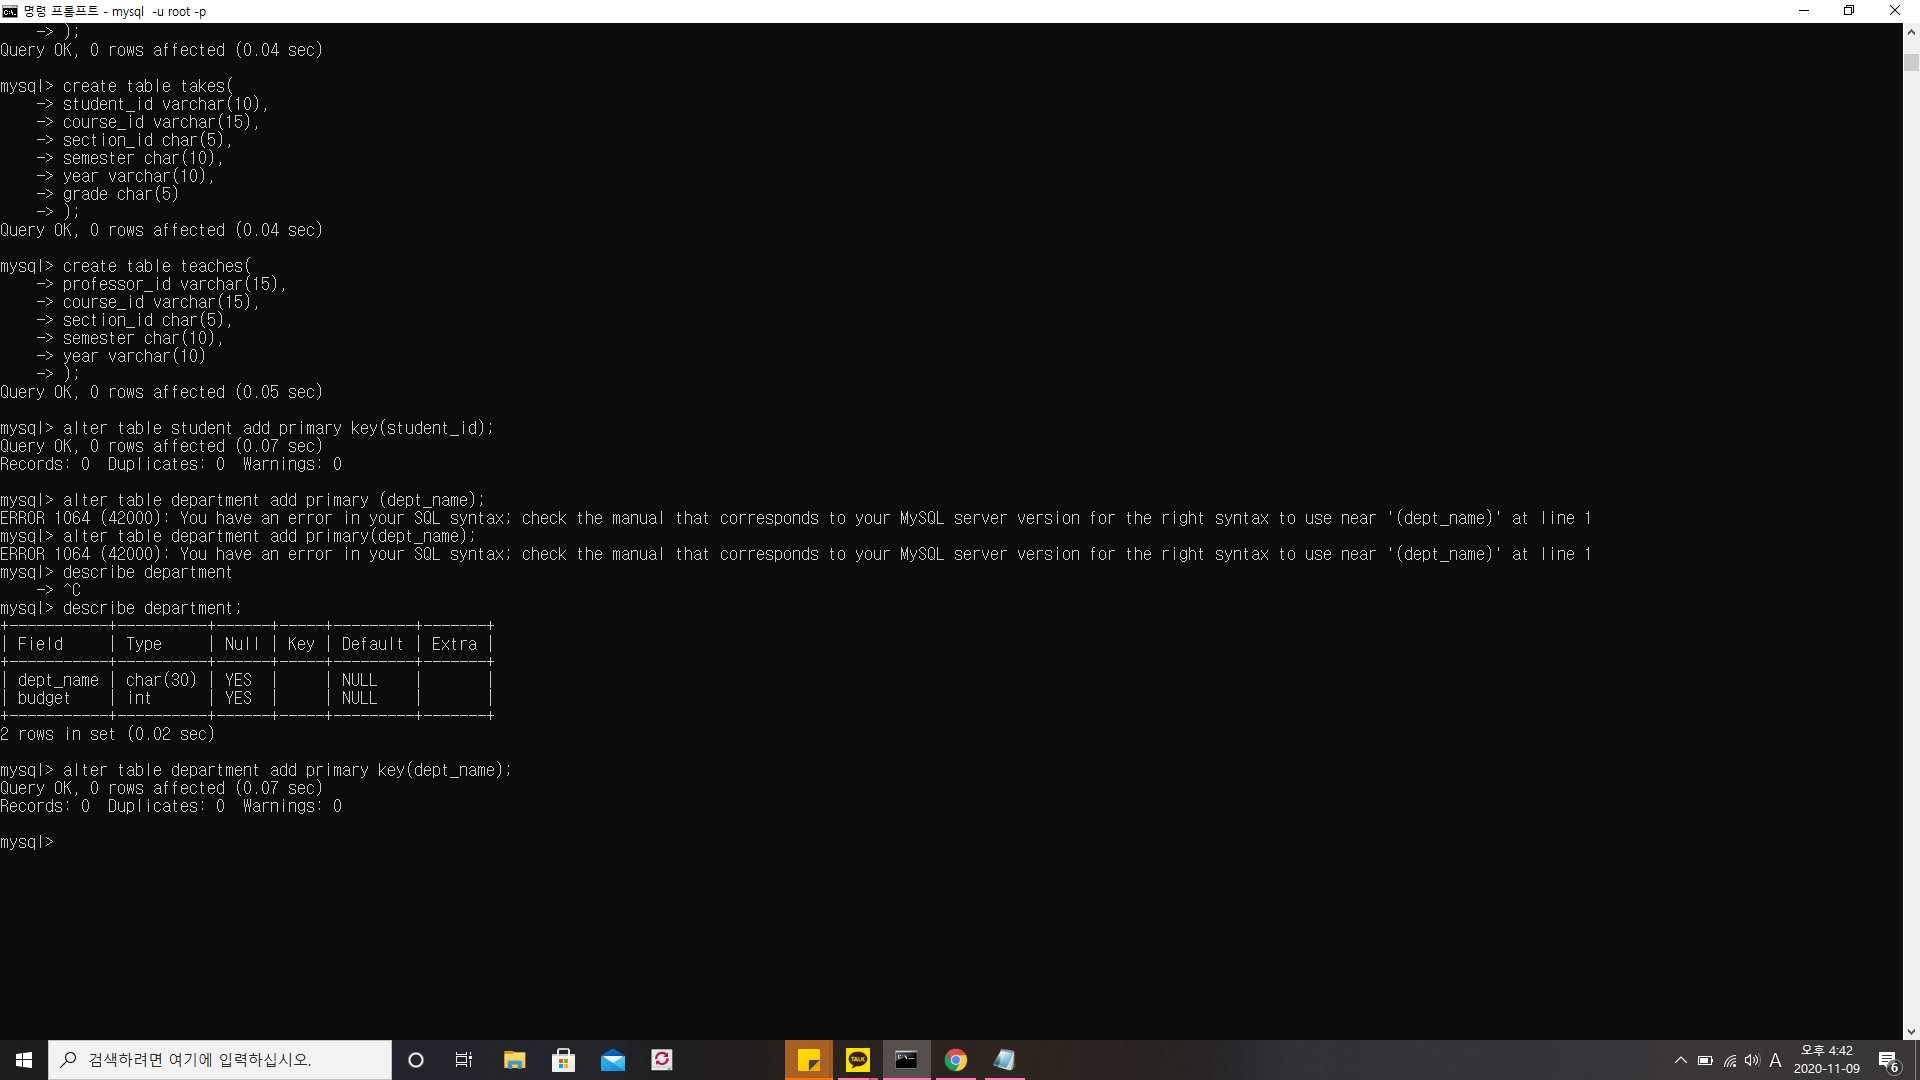 명령 프롬프트 - mysql  -u root -p
    -> );
Query OK, 0 rows affected (0.04 sec)
mysql> create table takes(
    -> student_id varchar(10),
    -> course_id varchar(15),
    -> section_id char(5),
    -> semester char(10),
    -> year varchar(10),
    -> grade char(5)
    -> );
Query OK, 0 rows affected (0.04 sec)
mysql> create table teaches(
    -> professor_id varchar(15),
    -> course_id varchar(15),
    -> section_id char(5),
    -> semester char(10),
    -> year varchar(10)
    -> );
Query OK, 0 rows affected (0.05 sec)
mysql> alter table student add primary key(student_id);
Query OK, 0 rows affected (0.07 sec)
Records: 0  Duplicates: 0  Warnings: 0
mysql> alter table department add primary (dept_name);
ERROR 1064 (42000): You have an error in your SQL syntax; check the manual that corresponds to your MySQL server version for the right syntax to use near '(dept_name)' at line 1
mysql> alter table department add primary(dept_name);
ERROR 1064 (42000): You have an error in your SQL syntax; check the manual that corresponds to your MySQL server version for the right syntax to use near '(dept_name)' at line 1
mysql> describe department
    -> ^C
mysql> describe department;
+-----------+----------+------+-----+---------+-------+
| Field     | Type     | Null | Key | Default | Extra |
+-----------+----------+------+-----+---------+-------+
| dept_name | char(30) | YES  |     | NULL    |       |
| budget    | int      | YES  |     | NULL    |       |
+-----------+----------+------+-----+---------+-------+
2 rows in set (0.02 sec)
mysql> alter table department add primary key(dept_name);
Query OK, 0 rows affected (0.07 sec)
Records: 0  Duplicates: 0  Warnings: 0
mysql>
검색하려면 여기에 입력하십시오.
TALK
A
오후 4:42
2020-11-09
6